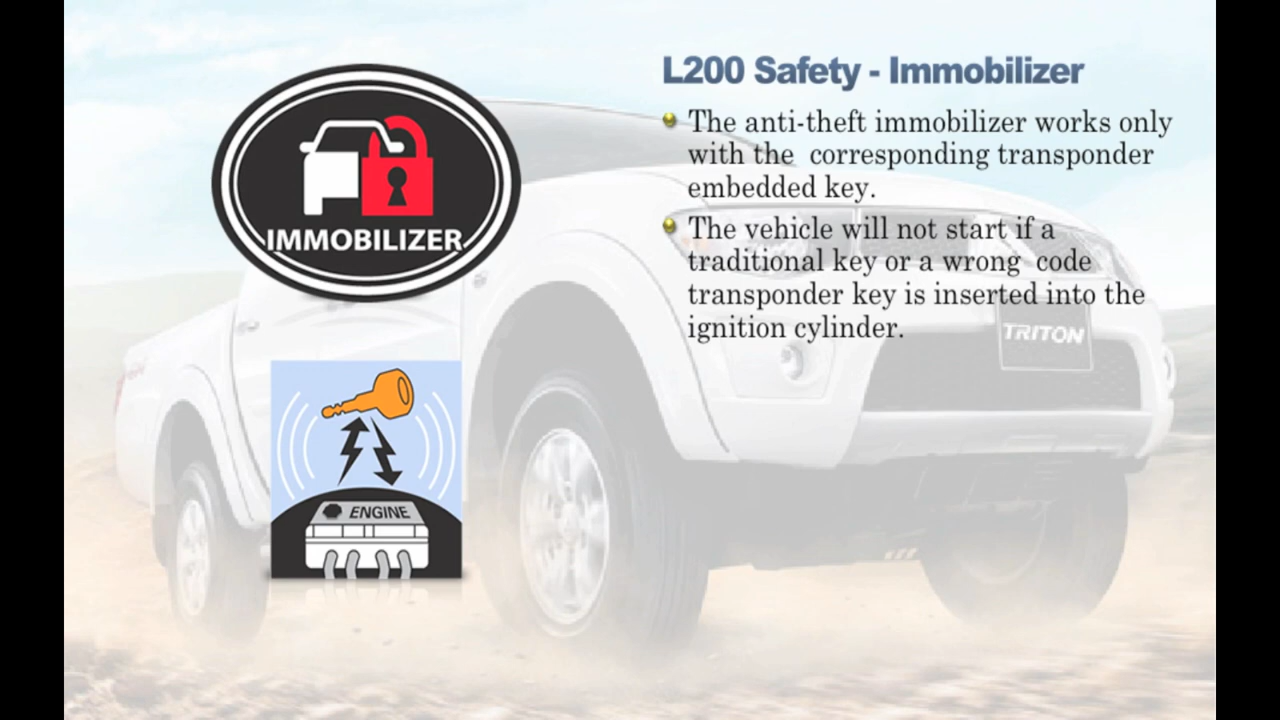 L200 Safety - Immobilizer
The anti-theft immobilizer works only
with the corresponding transponder
embedded key.
The vehicle will not start if a
traditional key or a wrong code
transponder key is inserted into the
ignition cylinder.
IMMOBILIZER
TRITON
ENGINE